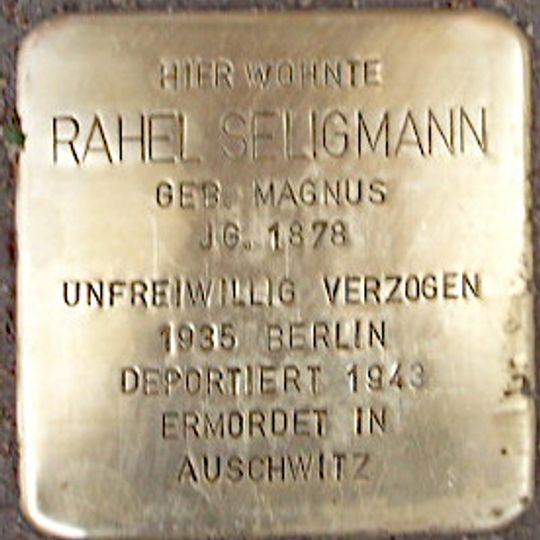 HIER WOHNTE
RAHEL SELIGMANN
GEB. MAGNUS
JG. 1878
UNFREIWILLIG VERZOGEN
1935 BERLIN
DEPORTIERT 1943
ERMORDET IN
AUSCHWITZ